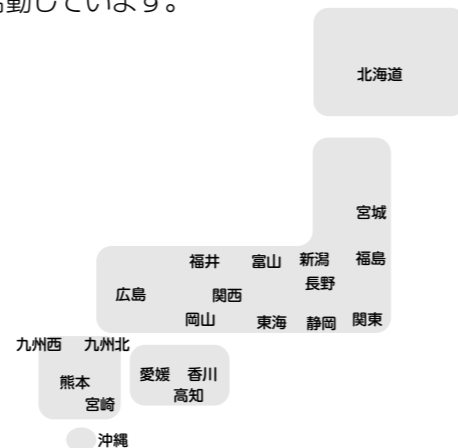 動しています。
北海道
宮城
福井 富山 新潟 福島
長野
広島 関西
岡山 東海 静岡 関東
九州西 九州北
愛媛 香川
熊本
高知
宮崎
沖縄